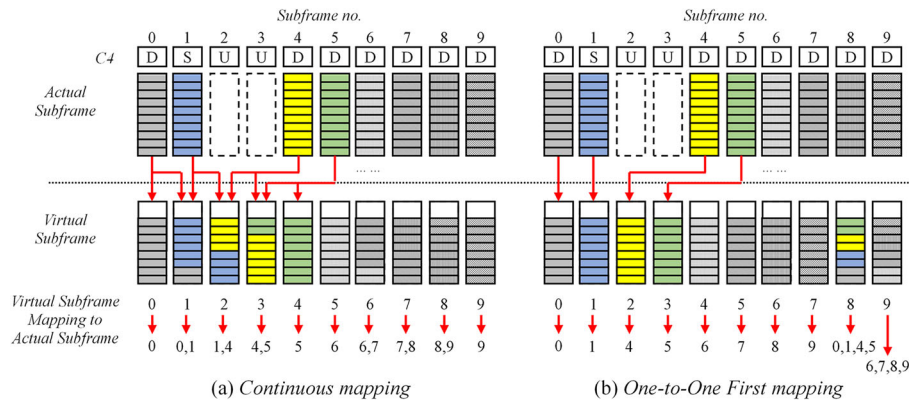 Subframe no.
0 1 2 3 4 5 6 7 8 9
C4 D S U U D D D D D D
Actual
Subframe
... ...
Virtual
Subframe
Virtual Subframe
Mapping to
Actual Subframe
0 1 2 3 4 5 6 7 8 9
0 0,1 1,4 4,5 5 6 6,7 7,8 8,9 9
(a) Continuous mapping
Subframe no.
0 1 2 3 4 5 6 7 8 9
D S U U D D D D D D
... ...
0 1 2 3 4 5 6 7 8 9
0 1 4 5 6 7 8 9 0,1,4,5
6,7,8,9
(b) One-to-One First mapping